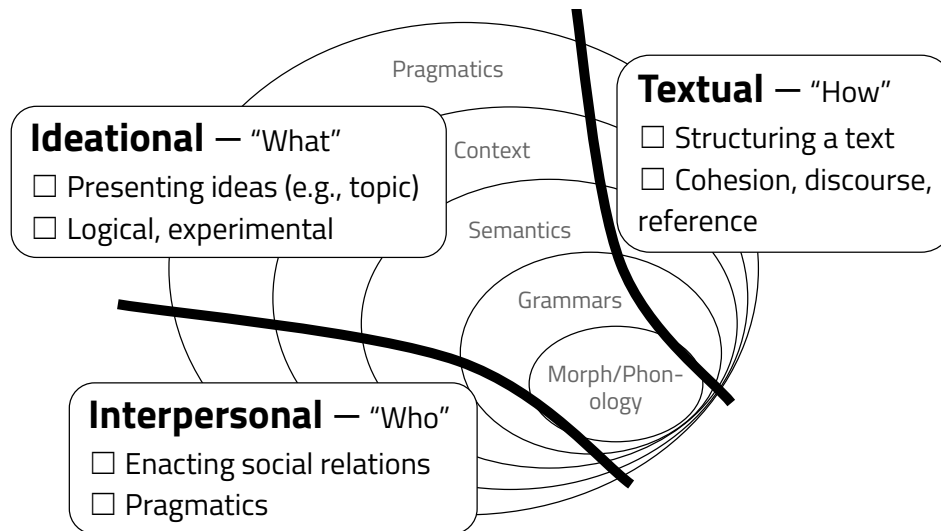 Pragmatics
Context
Semantics
Grammars
Morph/Phon-
ology
Ideational — “What”
☐ Presenting ideas (e.g., topic)
☐ Logical, experimental
Textual — “How”
☐ Structuring a text
☐ Cohesion, discourse,
reference
Interpersonal — “Who”
☐ Enacting social relations
☐ Pragmatics